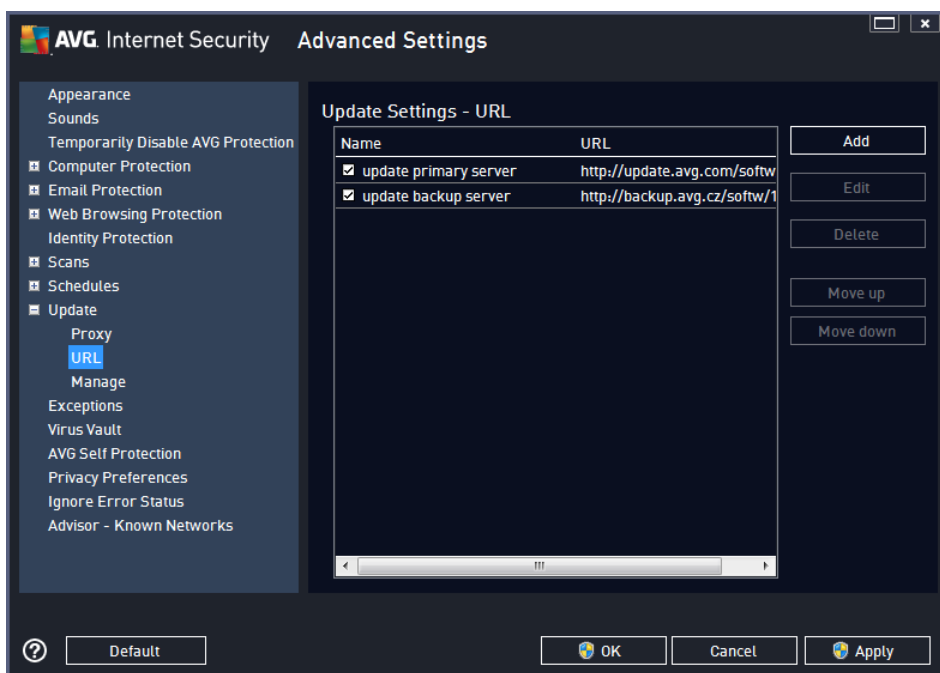 AVG. Internet Security Advanced Settings
Appearance
Sounds
Temporarily Disable AVG Protection
Computer Protection
Email Protection
Web Browsing Protection
Identity Protection
Scans
Schedules
Update
Proxy
URL
Manage
Exceptions
Virus Vault
AVG Self Protection
Privacy Preferences
Ignore Error Status
Advisor - Known Networks
Update Settings - URL
Name URL
update primary server http://update.avg.com/softw
update backup server http://backup.avg.cz/softw/1
Add
Edit
Delete
Move up
Move down
? Default OK Cancel Apply